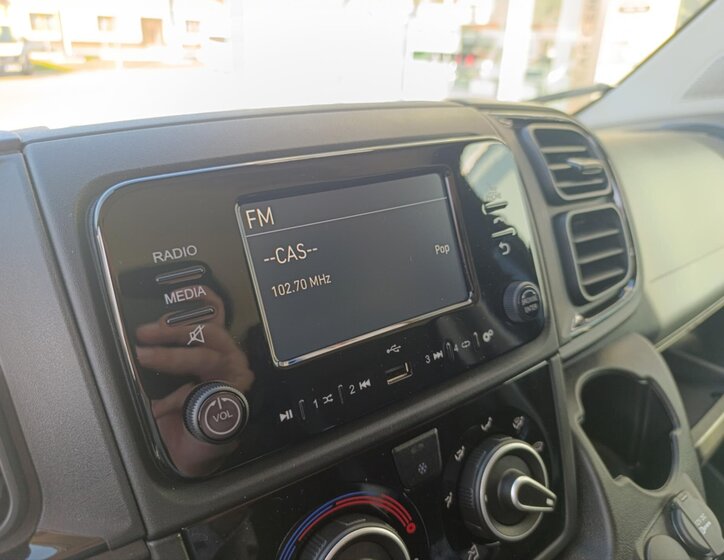 FM
--CAS--
Pop
102.70 MHz
RADIO
MEDIA
VOL
1
2
3
4